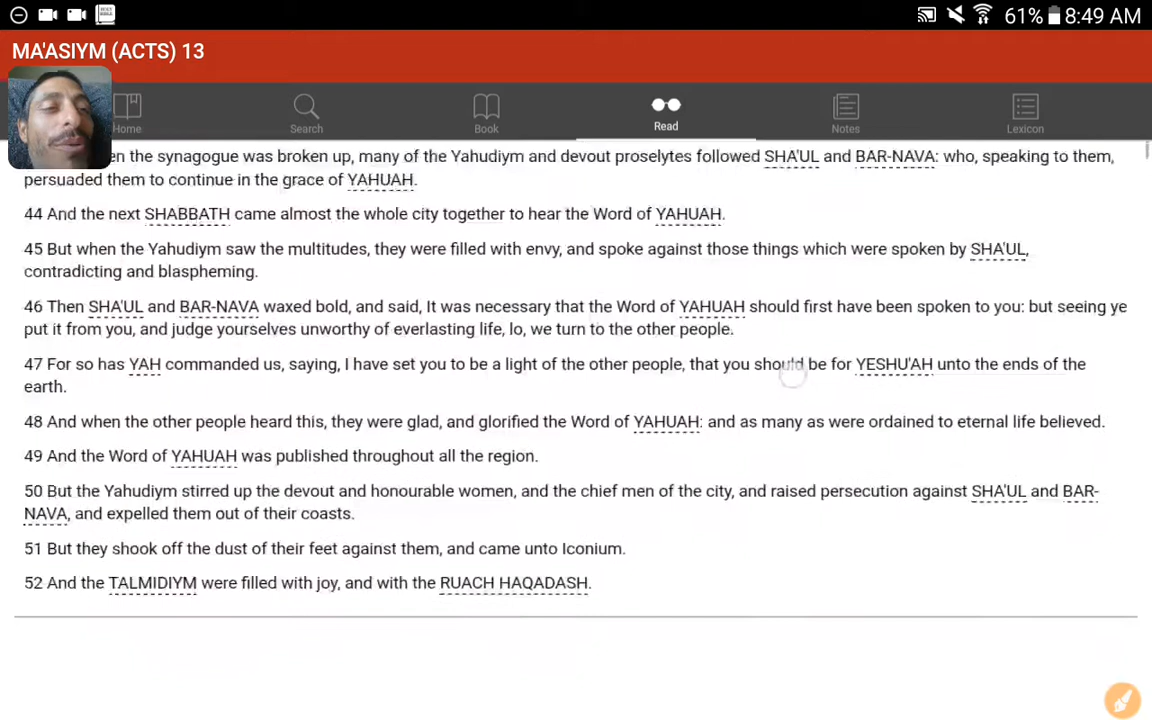 61% 8:49 AM
MA'ASIYM (ACTS) 13
Home Search Book Read Notes Lexicon
the synagogue was broken up, many of the Yahudiym and devout proselytes followed SHA'UL and BAR-NAVA: who, speaking to them,
persuaded them to continue in the grace of YAHUAH.
44 And the next SHABBATH came almost the whole city together to hear the Word of YAHUAH.
45 But when the Yahudiym saw the multitudes, they were filled with envy, and spoke against those things which were spoken by SHA'UL,
contradicting and blaspheming.
46 Then SHA'UL and BAR-NAVA waxed bold, and said, It was necessary that the Word of YAHUAH should first have been spoken to you: but seeing ye
put it from you, and judge yourselves unworthy of everlasting life, lo, we turn to the other people.
47 For so has YAH commanded us, saying, I have set you to be a light of the other people, that you should be for YESHU'AH unto the ends of the
earth.
48 And when the other people heard this, they were glad, and glorified the Word of YAHUAH: and as many as were ordained to eternal life believed.
49 And the Word of YAHUAH was published throughout all the region.
50 But the Yahudiym stirred up the devout and honourable women, and the chief men of the city, and raised persecution against SHA'UL and BAR-
NAVA, and expelled them out of their coasts.
51 But they shook off the dust of their feet against them, and came unto Iconium.
52 And the TALMIDIYM were filled with joy, and with the RUACH HAQADASH.